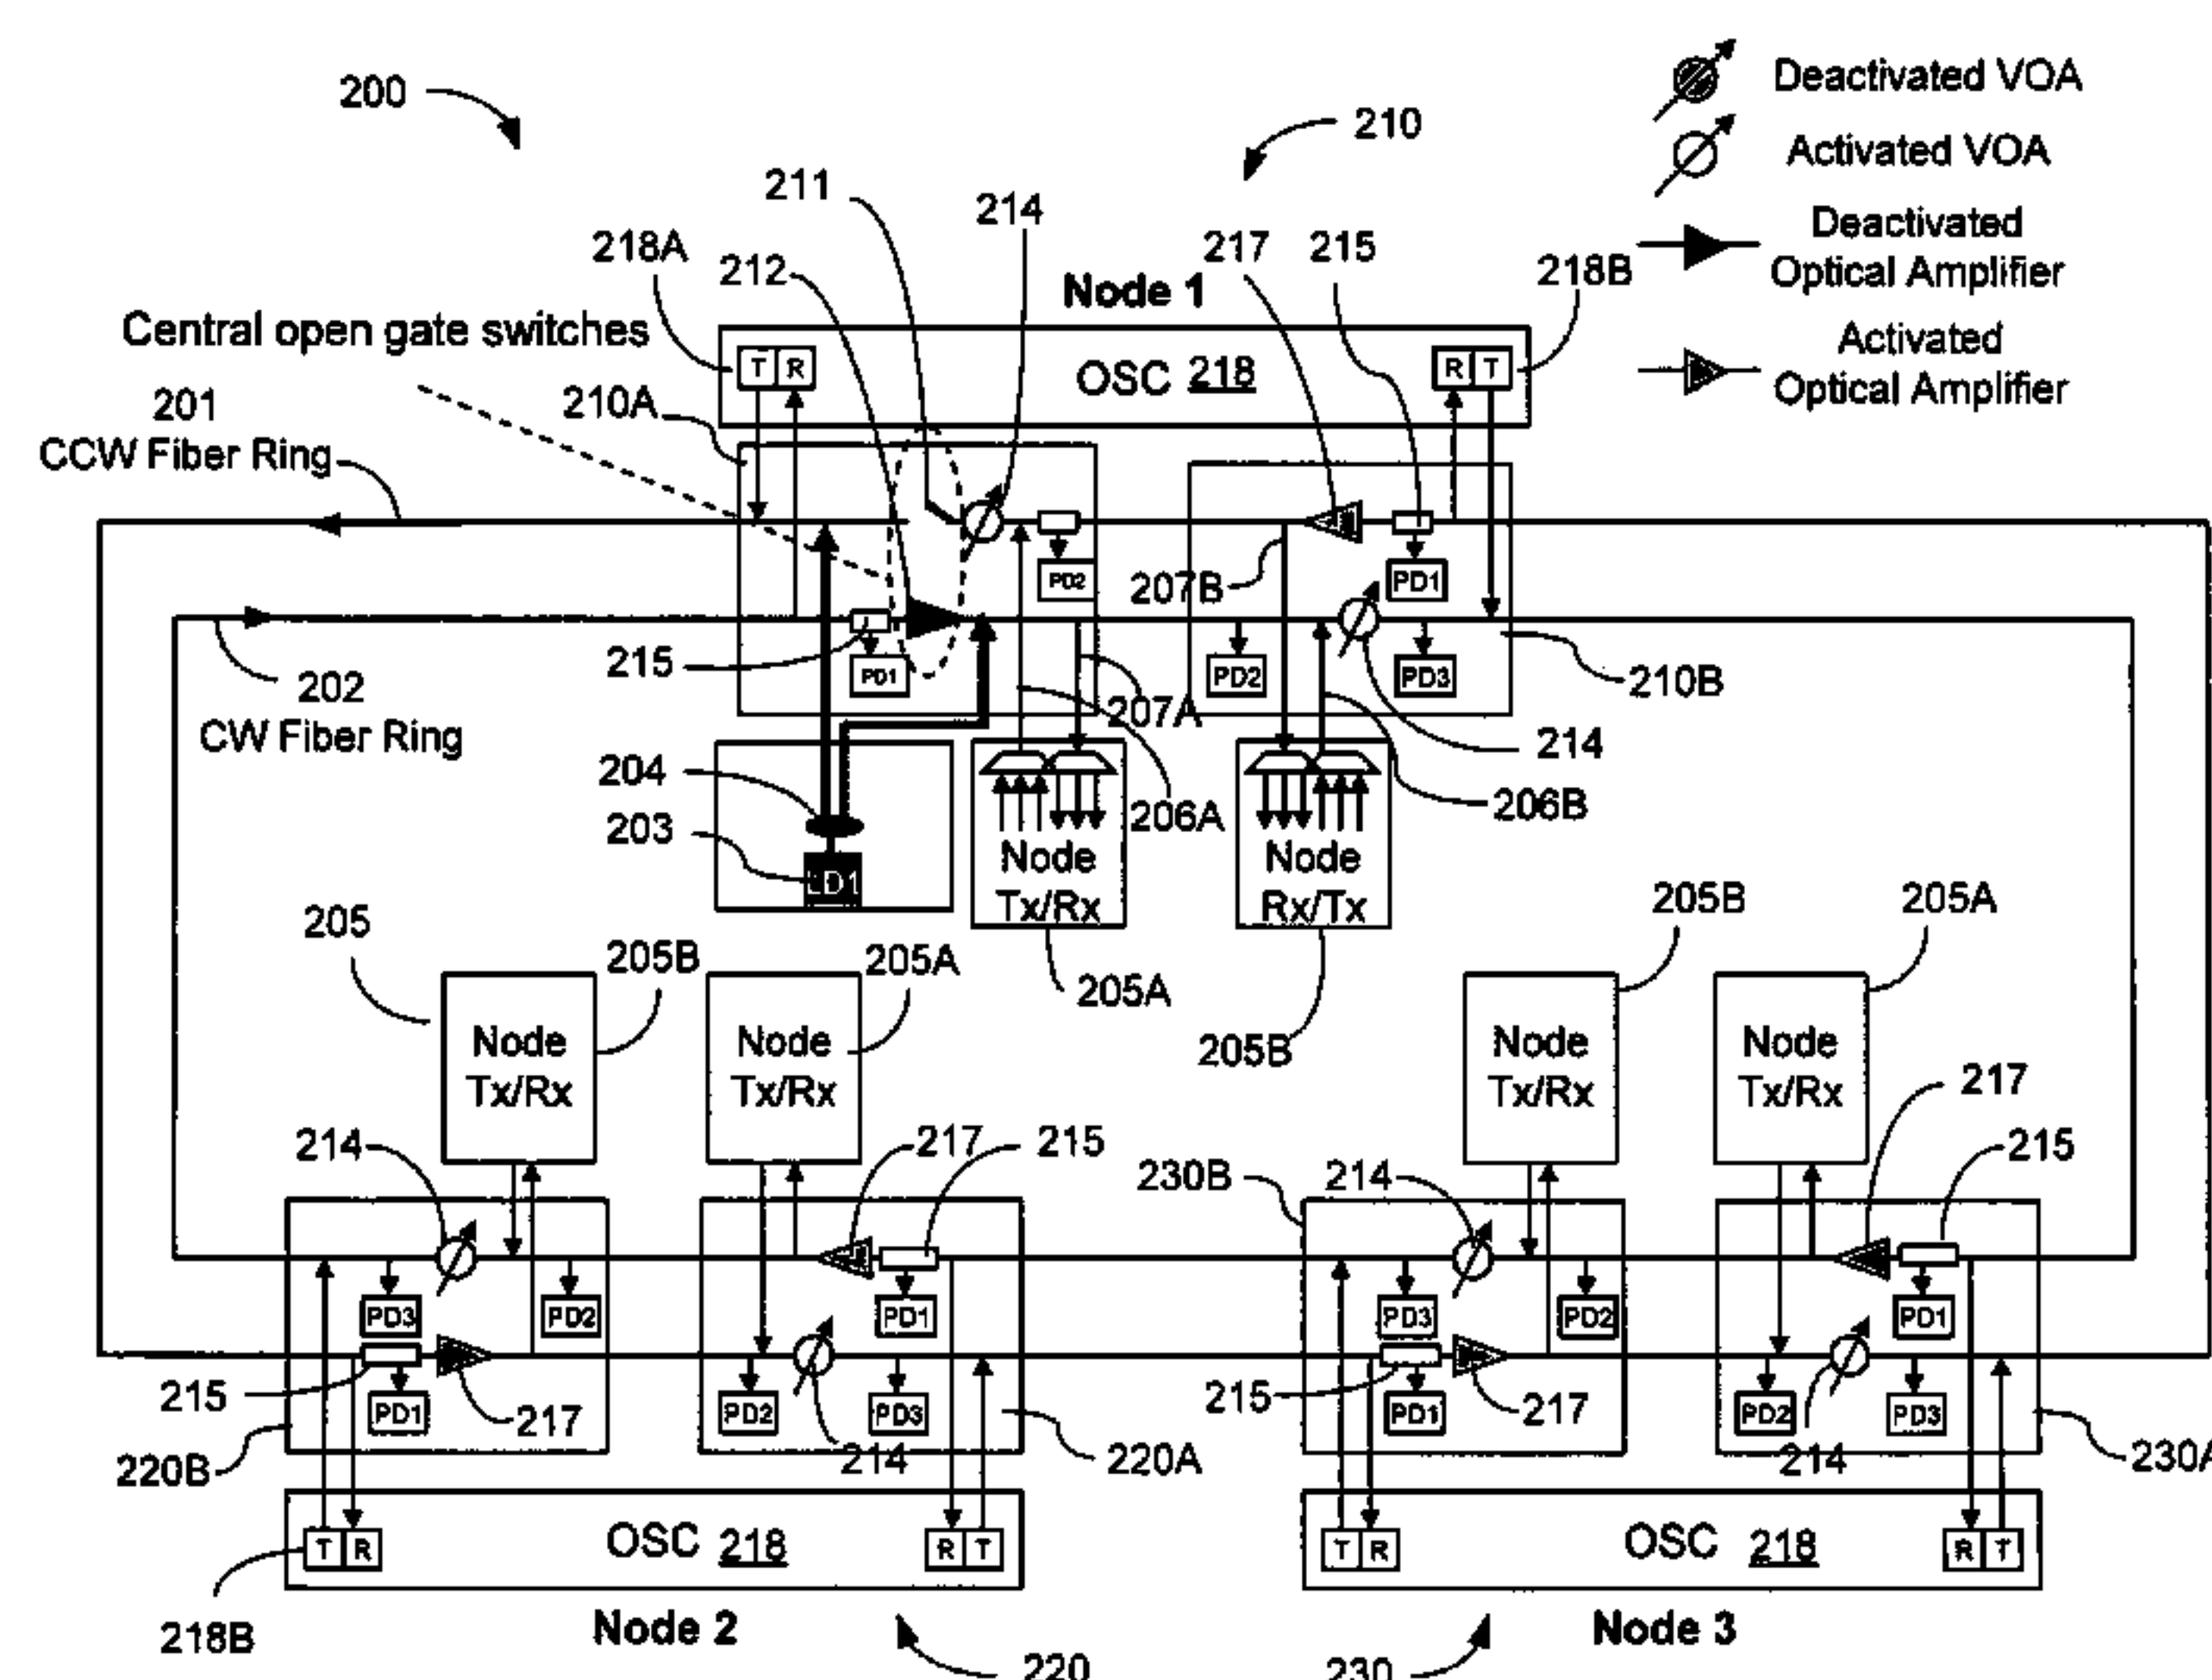 200
210
Deactivated VOA
Activated VOA
Deactivated
Optical Amplifier
Activated
Optical Amplifier
211
214
218A
212
217
215
218B
Node 1
Central open gate switches
T R
OSC 218
R T
201
CCW Fiber Ring
210A
PD2
207B
PD1
215
PD1
PD2
PD3
210B
202
CW Fiber Ring
207A
214
204
203
206A
206B
Node
Tx/Rx
Node
Rx/Tx
205
205B
205A
205A
205B
205B
205A
Node
Tx/Rx
Node
Tx/Rx
Node
Tx/Rx
Node
Tx/Rx
217
214
217
215
230B
214
215
PD3
PD2
PD1
PD3
PD2
PD1
215
PD1
217
PD2
PD3
215
PD1
217
PD2
PD3
220B
214
220A
214
230A
T R
OSC 218
R T
T R
OSC 218
R T
218B
Node 2
220
230
Node 3